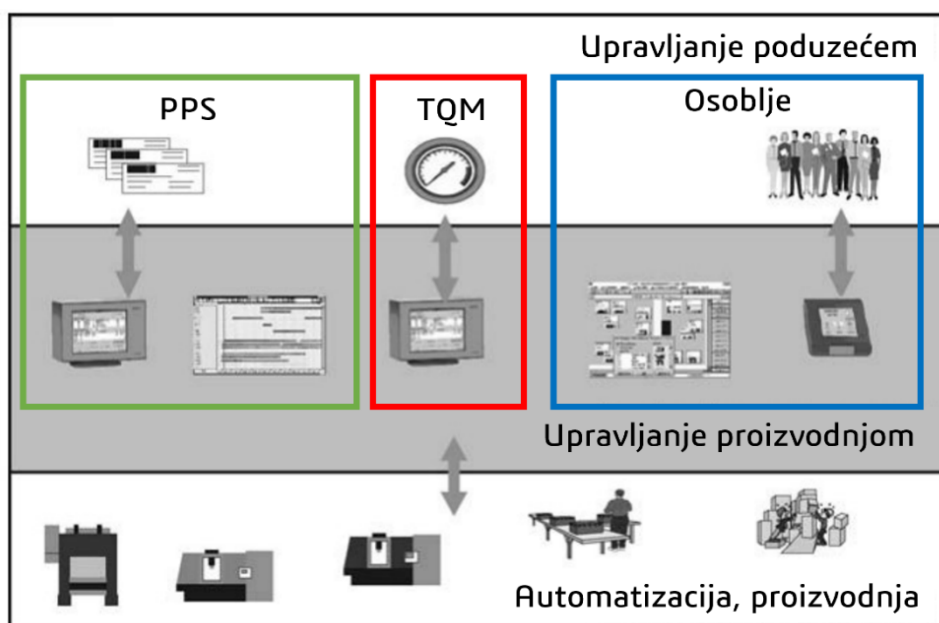 Upravljanje poduzećem
PPS
TQM
Osoblje
Upravljanje proizvodnjom
Automatizacija, proizvodnja